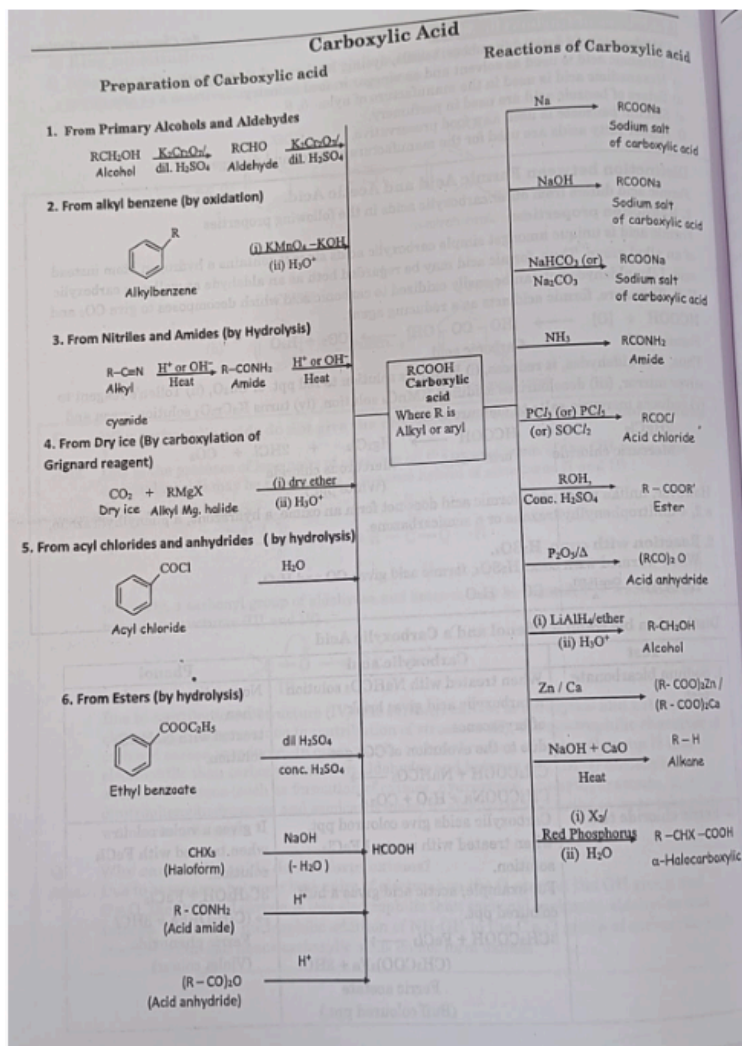 Carboxylic Acid
Preparation of Carboxylic acid
1. From Primary Alcohols and Aldehydes
RCH₂OH K₂Cr₂O₇/ RCHO K₂Cr₂O₇/
Alcohol dil. H₂SO₄ Aldehyde dil. H₂SO₄
2. From alkyl benzene (by oxidation)
R
(i) KMnO₄ –KOH
(ii) H₃O⁺
Alkylbenzene
3. From Nitriles and Amides (by Hydrolysis)
R–C≡N H⁺ or OH⁻ R–CONH₂ H⁺ or OH⁻
Alkyl Heat Amide Heat
cyanide
4. From Dry ice (By carboxylation of
Grignard reagent)
CO₂ + RMgX (i) dry ether
Dry ice Alkyl Mg. halide (ii) H₃O⁺
5. From acyl chlorides and anhydrides ( by hydrolysis)
COCl
H₂O
Acyl chloride
6. From Esters (by hydrolysis)
COOC₂H₅
dil H₂SO₄
conc. H₂SO₄
Ethyl benzoate
NaOH
CHX₃ HCOOH
(Haloform) (-H₂O )
R - CONH₂ H⁺
(Acid amide)
H⁺
(R – CO)₂O
(Acid anhydride)
RCOOH
Carboxylic
acid
Where R is
Alkyl or aryl
Reactions of Carboxylic acid
Na RCOONa
Sodium salt
of carboxylic acid
NaOH RCOONa
Sodium salt
of carboxylic acid
NaHCO₃ (or) RCOONa
Na₂CO₃ Sodium salt
of carboxylic acid
NH₃ RCONH₂
Amide
PCl₅ (or) PCl₃ RCOCl
(or) SOCl₂ Acid chloride
ROH,
Conc. H₂SO₄ R – COOR'
Ester
P₂O₅/Δ (RCO)₂ O
Acid anhydride
(i) LiAlH₄/ether R-CH₂OH
(ii) H₃O⁺ Alcohol
Zn / Ca (R- COO)₂Zn /
(R - COO)₂Ca
NaOH + CaO R – H
Heat Alkane
(i) X₂/
Red Phosphorus R –CHX –COOH
(ii) H₂O α-Halocarboxylic